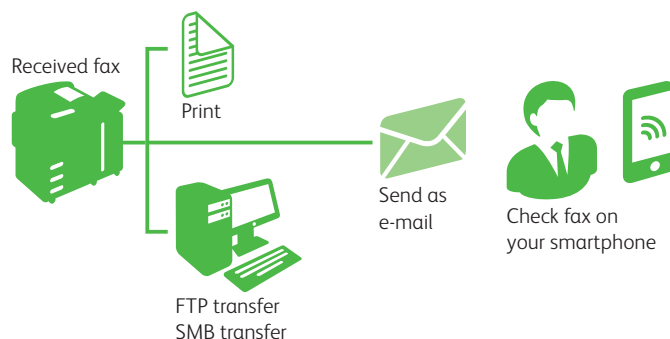 Received fax
Print
Send as
e-mail
Check fax on
your smartphone
FTP transfer
SMB transfer